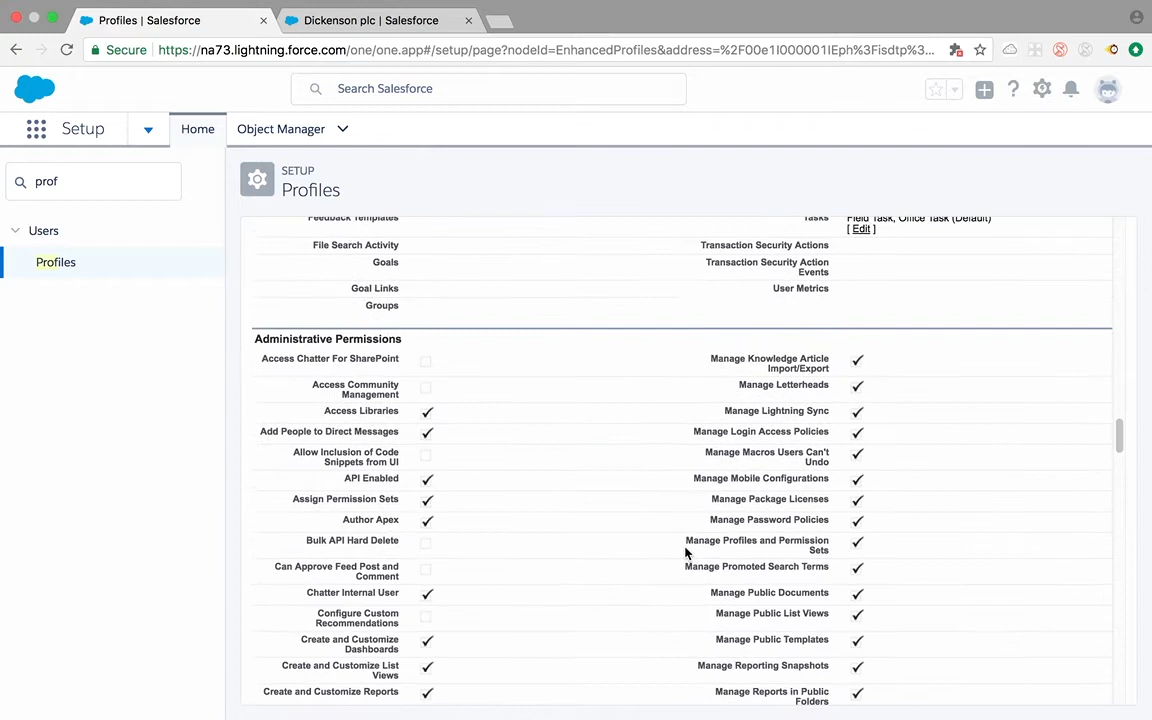 Profiles | Salesforce
Dickenson plc | Salesforce
Secure
https://na73.lightning.force.com/one/one.app#/setup/page?nodeId=EnhancedProfiles&address=%2F00e1I000001IEph%3Fisdtp%3...
Search Salesforce
Setup
Home
Object Manager
prof
Users
Profiles
SETUP
Profiles
Feedback Templates
Tasks
Field Task, Office Task (Default)
[ Edit ]
File Search Activity
Transaction Security Actions
Goals
Transaction Security Action
Events
Goal Links
User Metrics
Groups
Administrative Permissions
Access Chatter For SharePoint
Manage Knowledge Article
Import/Export
Access Community
Management
Manage Letterheads
Access Libraries
Manage Lightning Sync
Add People to Direct Messages
Manage Login Access Policies
Allow Inclusion of Code
Snippets from UI
Manage Macros Users Can't
Undo
API Enabled
Manage Mobile Configurations
Assign Permission Sets
Manage Package Licenses
Author Apex
Manage Password Policies
Bulk API Hard Delete
Manage Profiles and Permission
Sets
Can Approve Feed Post and
Comment
Manage Promoted Search Terms
Chatter Internal User
Manage Public Documents
Configure Custom
Recommendations
Manage Public List Views
Create and Customize
Dashboards
Manage Public Templates
Create and Customize List
Views
Manage Reporting Snapshots
Create and Customize Reports
Manage Reports in Public
Folders